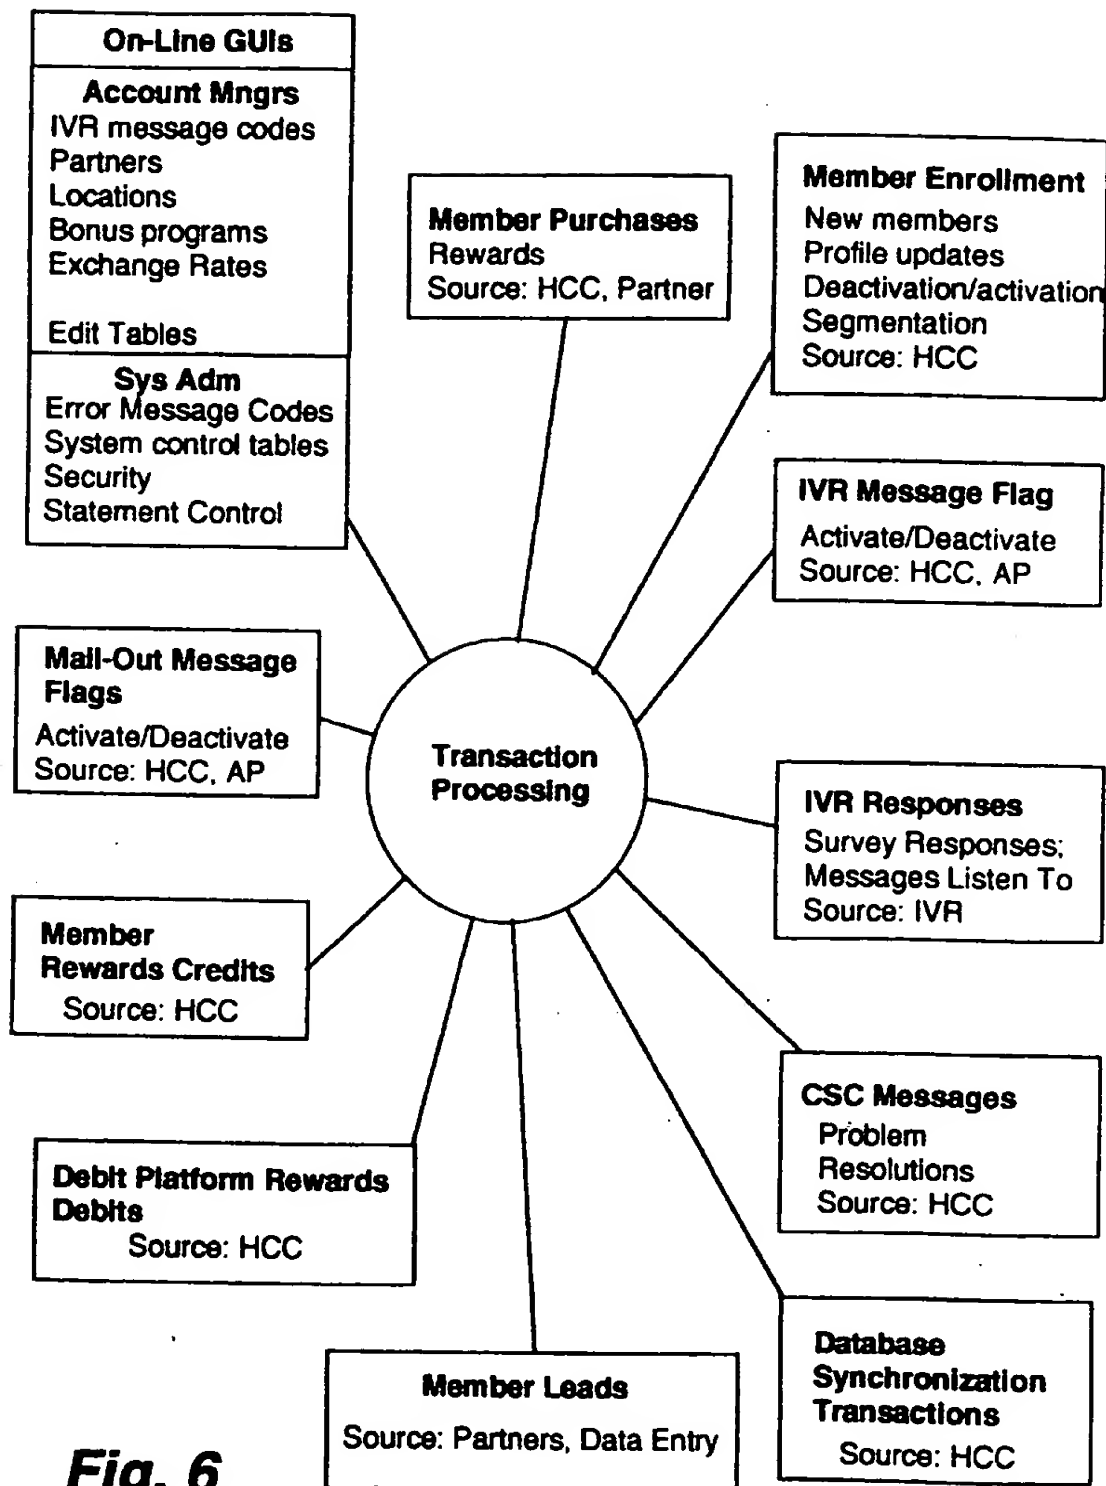 On-Line GUIs
Account Mngrs
IVR message codes
Partners
Locations
Bonus programs
Exchange Rates
Edit Tables
Sys Adm
Error Message Codes
System control tables
Security
Statement Control
Member Purchases
Rewards
Source: HCC, Partner
Member Enrollment
New members
Profile updates
Deactivation/activation
Segmentation
Source: HCC
IVR Message Flag
Activate/Deactivate
Source: HCC, AP
Mail-Out Message
Flags
Activate/Deactivate
Source: HCC, AP
Transaction
Processing
IVR Responses
Survey Responses;
Messages Listen To
Source: IVR
Member
Rewards Credits
Source: HCC
CSC Messages
Problem
Resolutions
Source: HCC
Debit Platform Rewards
Debits
Source: HCC
Database
Synchronization
Transactions
Source: HCC
Member Leads
Source: Partners, Data Entry
Fig. 6